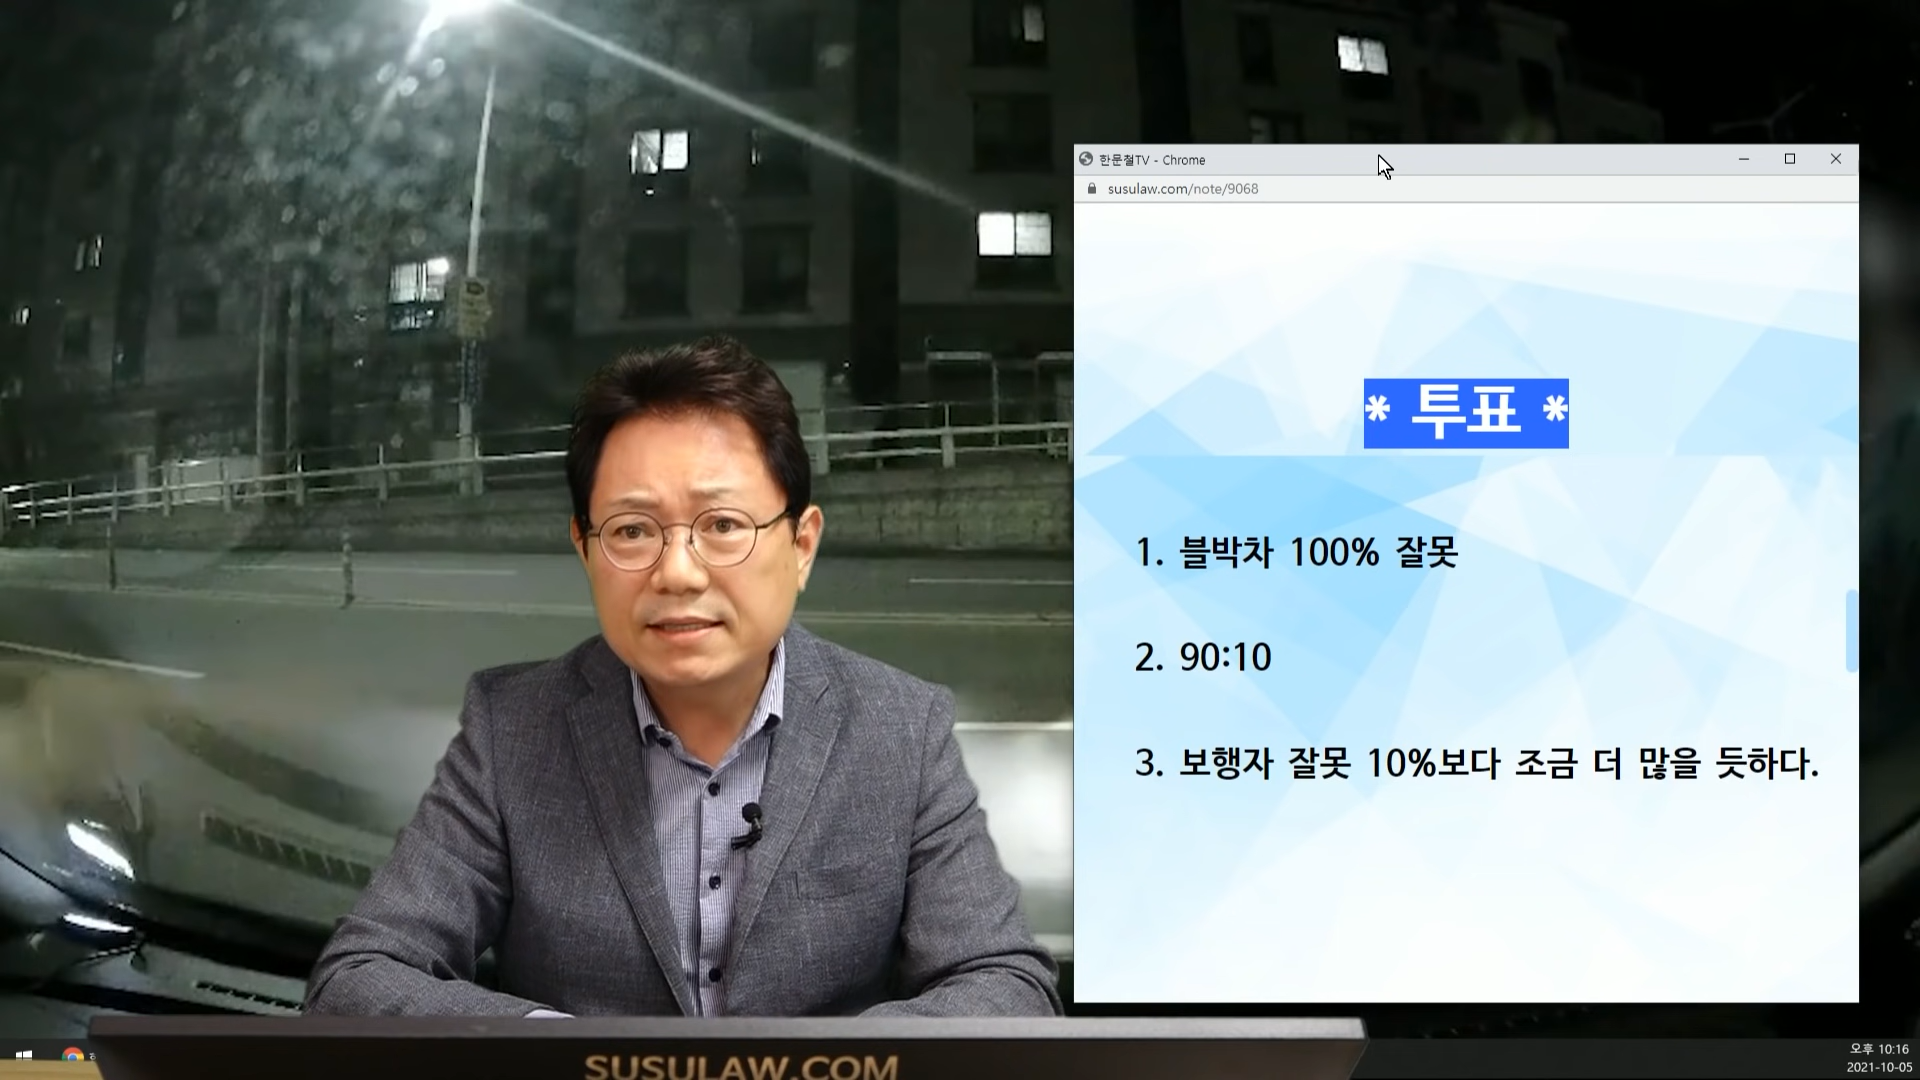 한문철TV - Chrome
susulaw.com/note/9068
* 투표 *
1. 블박차 100% 잘못
2. 90:10
3. 보행자 잘못 10%보다 조금 더 많을 듯하다.
SUSULAW.COM
오후 10:16
2021-10-05